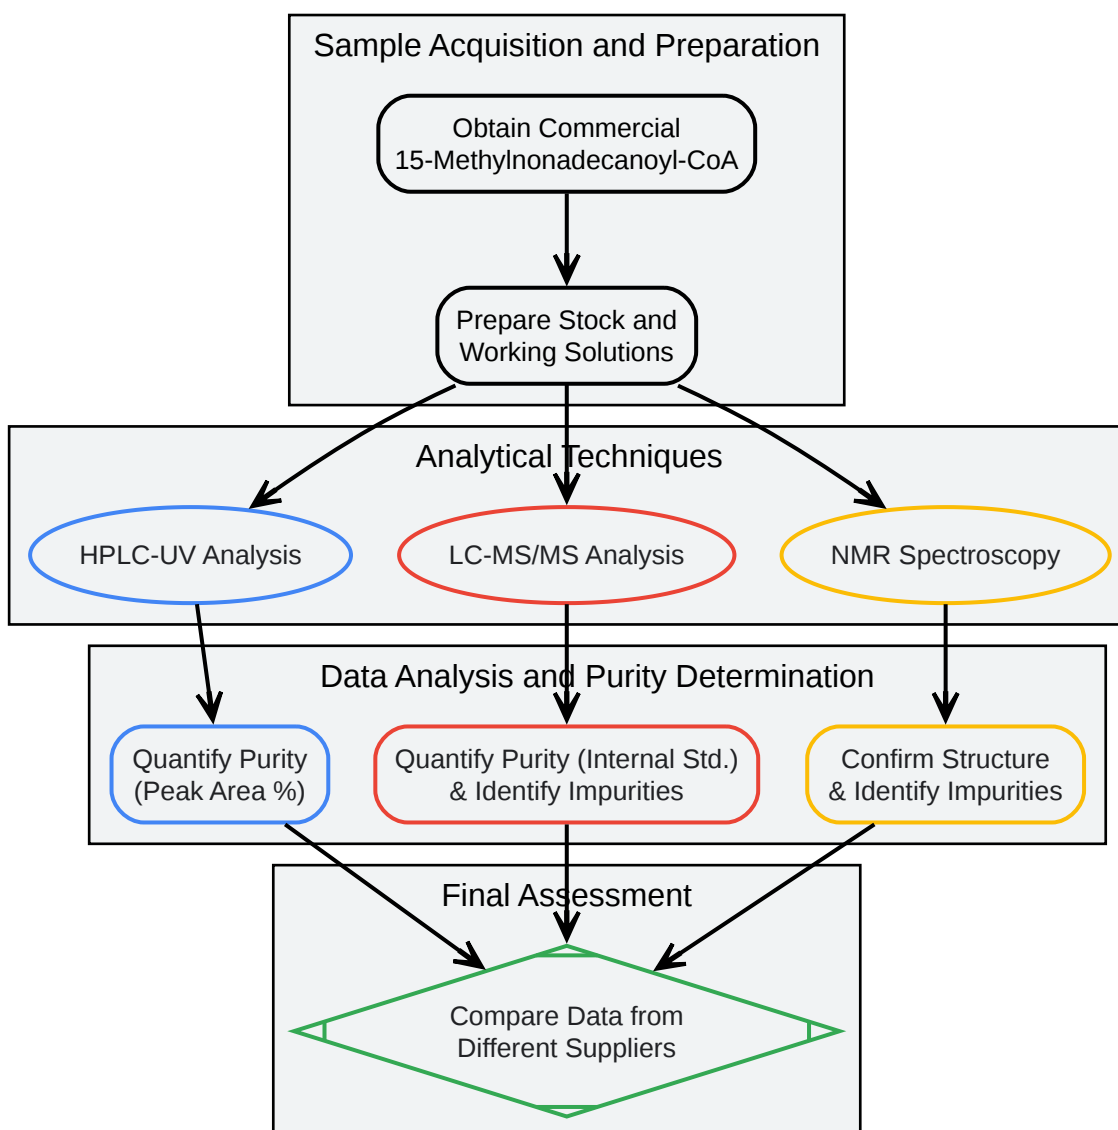 Sample Acquisition and Preparation
Obtain Commercial
15-Methylnonadecanoyl-CoA
Prepare Stock and
Working Solutions
Analytical Techniques
HPLC-UV Analysis
LC-MS/MS Analysis
NMR Spectroscopy
Data Analysis and Purity Determination
Quantify Purity
(Peak Area %)
Quantify Purity (Internal Std.)
& Identify Impurities
Confirm Structure
& Identify Impurities
Final Assessment
Compare Data from
Different Suppliers